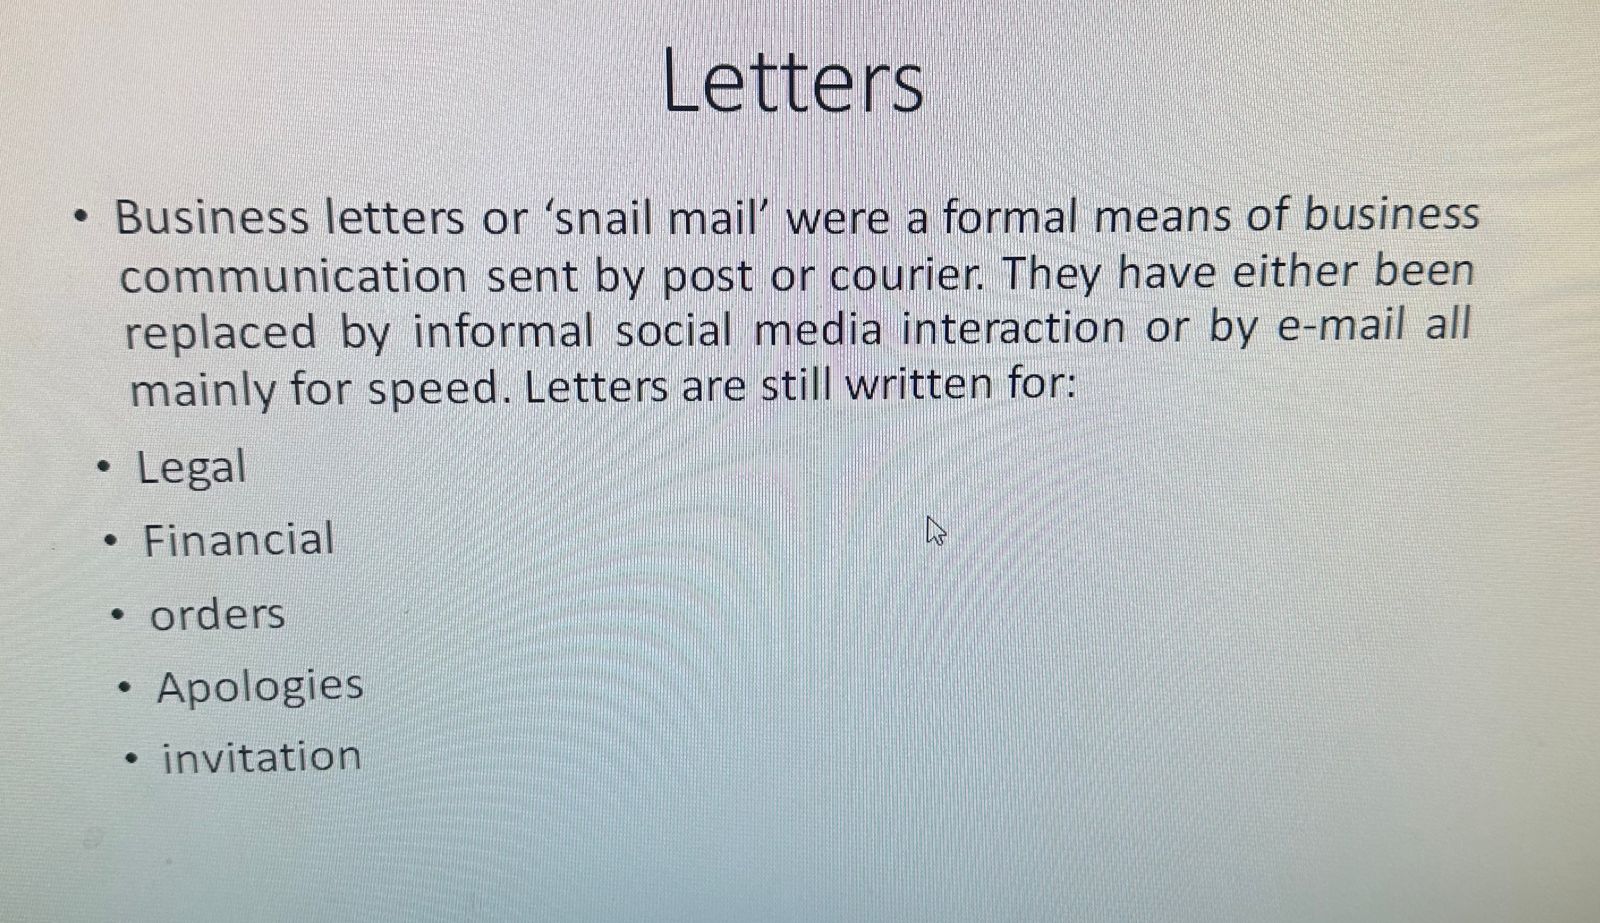 Letters
• Business letters or ‘snail mail’ were a formal means of business
communication sent by post or courier. They have either been
replaced by informal social media interaction or by e-mail all
mainly for speed. Letters are still written for:
• Legal
• Financial
• orders
• Apologies
• invitation